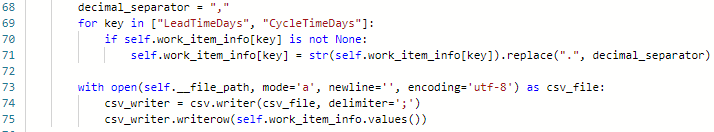 68 decimal_separator = ","
69 for key in ["LeadTimeDays", "CycleTimeDays"]:
70 if self.work_item_info[key] is not None:
71 self.work_item_info[key] = str(self.work_item_info[key]).replace(".", decimal_separator)
72
73 with open(self.__file_path, mode='a', newline='', encoding='utf-8') as csv_file:
74 csv_writer = csv.writer(csv_file, delimiter=';')
75 csv_writer.writerow(self.work_item_info.values())